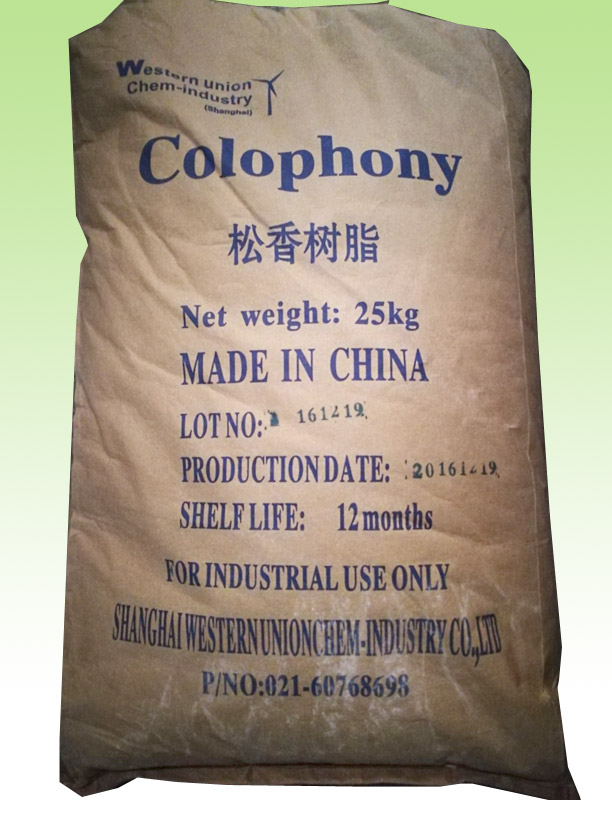 Western union
Chem-industry
(Shanghai)
Colophony
松香树脂
Net weight: 25kg
MADE IN CHINA
LOT NO: 161219
PRODUCTION DATE: 20161219
SHELF LIFE: 12 months
FOR INDUSTRIAL USE ONLY
SHANGHAI WESTERN UNION CHEM-INDUSTRY CO.,LTD
P/NO:021-60768698